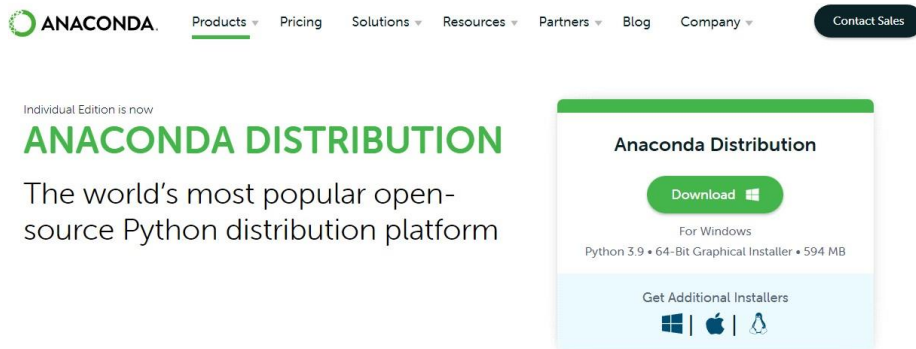 ANACONDA.
Products
Pricing
Solutions
Resources
Partners
Blog
Company
Contact Sales
Individual Edition is now
ANACONDA DISTRIBUTION
The world's most popular open-
source Python distribution platform
Anaconda Distribution
Download
For Windows
Python 3.9 • 64-Bit Graphical Installer • 594 MB
Get Additional Installers
| |